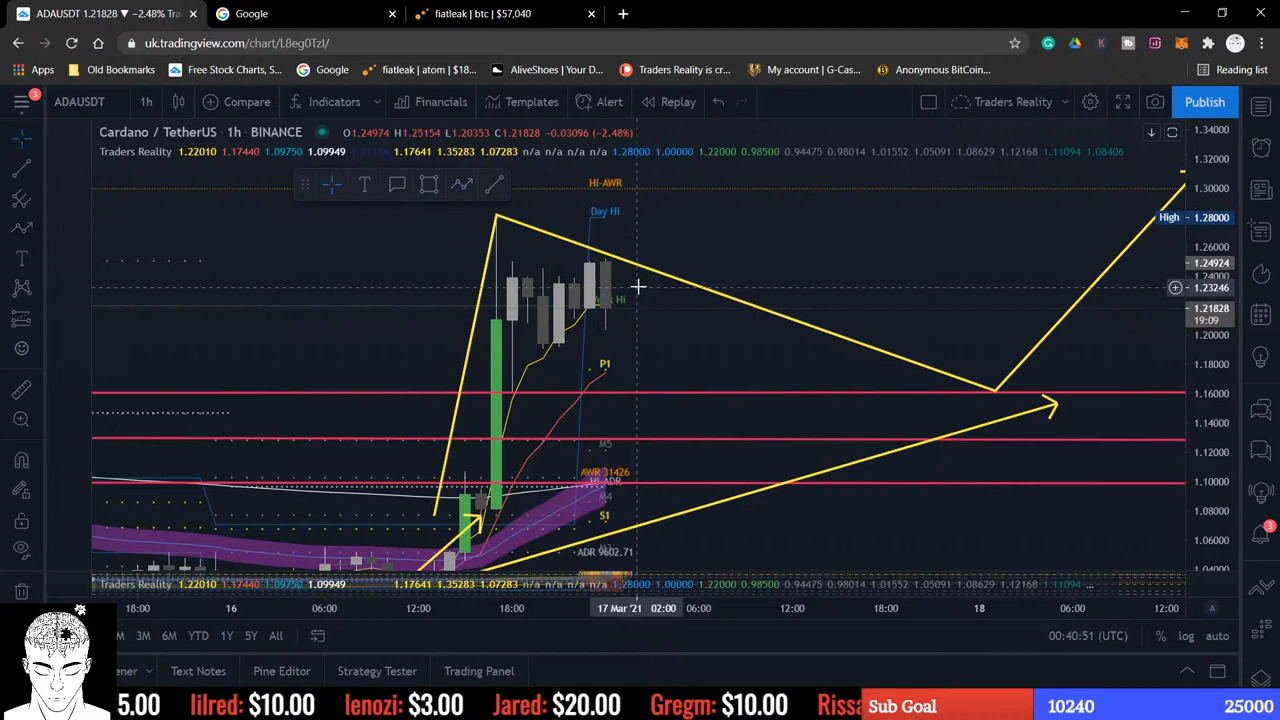 ADAUSDT 1.21828 ▼ −2.48% Tra
Google
fiatleak | btc | $57,040
uk.tradingview.com/chart/L8eg0TzI/
Apps
Old Bookmarks
Free Stock Charts, S...
Google
fiatleak | atom | $18...
AliveShoes | Your D...
Traders Reality is cr...
My account | G-Cas...
Anonymous BitCoin...
Reading list
3
ADAUSDT
1h
Compare
Indicators
Financials
Templates
Alert
Replay
Traders Reality
Publish
Cardano / TetherUS · 1h · BINANCE
O1.24974 H1.25154 L1.20353 C1.21828 −0.03096 (−2.48%)
Traders Reality 1.22010 1.17440 1.09750 1.09949 1.17641 1.35283 1.07283 n/a n/a n/a n/a 1.28000 1.00000 1.22000 0.98500 0.94475 0.98014 1.01552 1.05091 1.08629 1.12168 1.11094 1.08406
1.34000
1.32000
Hi-AWR
1.30000
Day Hi
High
1.28000
1.26000
1.24924
1.24000
1.23246
Hi
1.21828
19:09
1.20000
P1
1.18000
1.16000
1.14000
M5
1.12000
AWR 31426
Hi-ADR
1.10000
M4
S1
1.08000
1.06000
ADR 9602.71
1.04000
Traders Reality 1.22010 1.17440 1.09750 1.09949 1.17641 1.35283 1.07283 n/a n/a n/a n/a 1.28000 1.00000 1.22000 0.98500 0.94475 0.98014 1.01552 1.05091 1.08629 1.12168 1.11094 ...
18:00
16
06:00
12:00
18:00
17 Mar '21 02:00
06:00
12:00
18:00
18
06:00
12:00
A
3
M
3M
6M
YTD
1Y
5Y
All
00:40:51 (UTC)
%
log
auto
ener
Text Notes
Pine Editor
Strategy Tester
Trading Panel
5.00
lilred: $10.00
lenozi: $3.00
Jared: $20.00
Gregm: $10.00
Rissa
Sub Goal
10240
25000